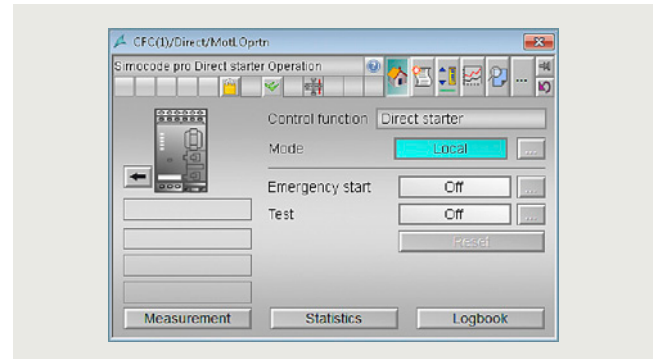 CFC(1)/Direct/MotLOprtn
Simocode pro Direct starter Operation
...
Control function Direct starter
Mode Local ...
Emergency start Off ...
Test Off ...
Reset
Measurement Statistics Logbook